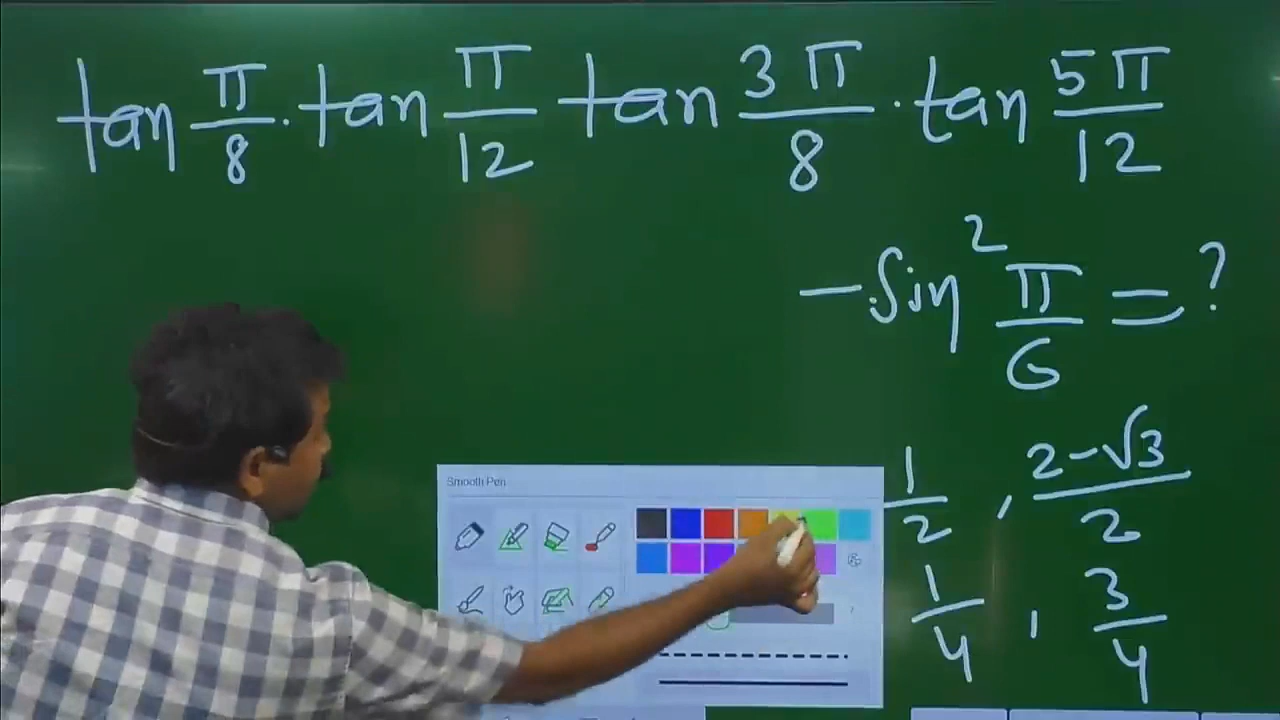 tan π/8 . tan π/12 tan 3π/8 . tan 5π/12
- Sin² π/6 = ?
1/2 , (2-√3)/2
1/4 , 3/4
Smooth Pen